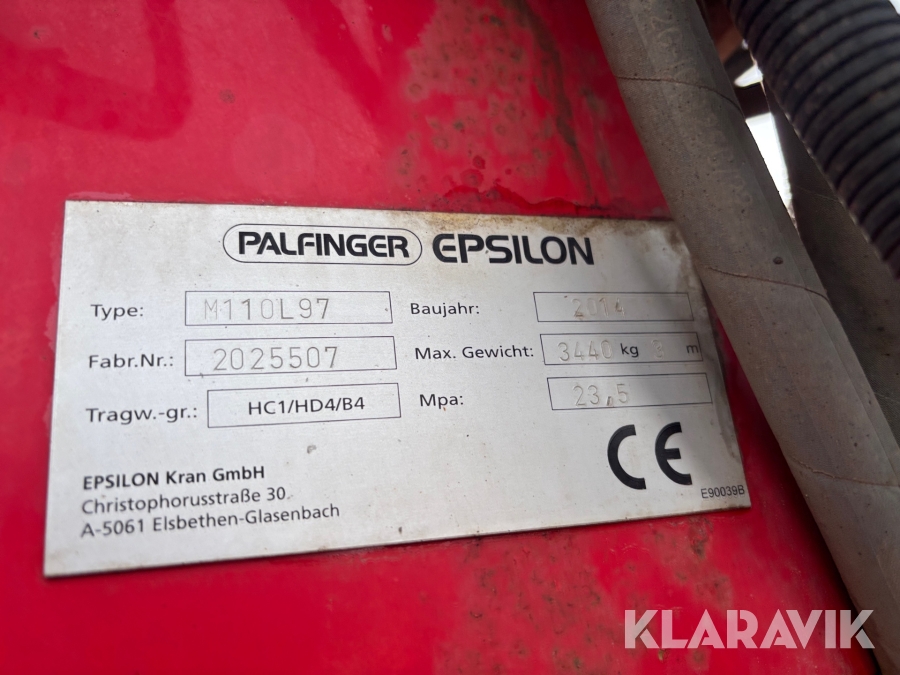 PALFINGER EPSILON
Type: M110L97 Baujahr: 2014
Fabr.Nr.: 2025507 Max. Gewicht: 3440 kg 3 m
Tragw.-gr.: HC1/HD4/B4 Mpa: 23,5
CE
EPSILON Kran GmbH
Christophorusstraße 30
A-5061 Elsbethen-Glasenbach
E90039B
KLARAVIK